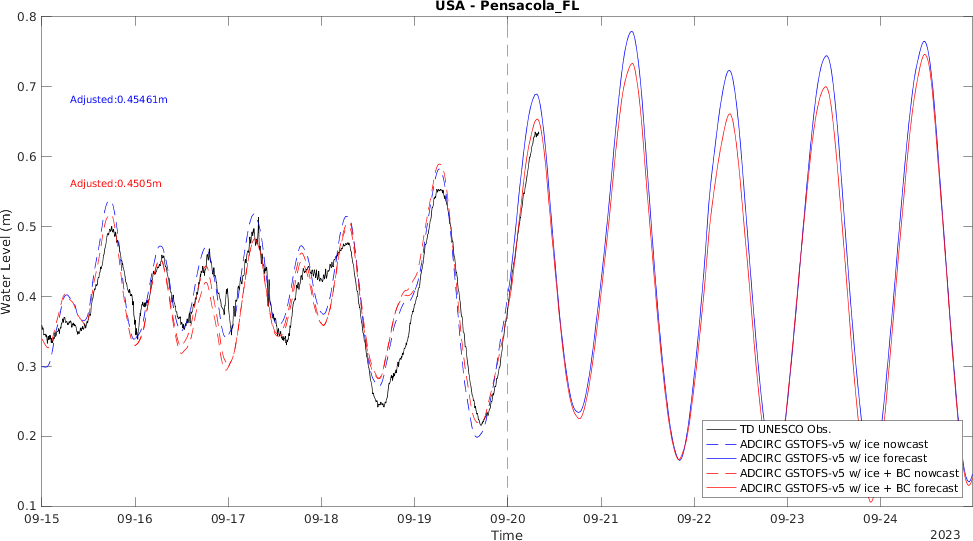 USA - Pensacola_FL
0.8
0.7
0.6
0.5
0.4
0.3
0.2
0.1
Water Level (m)
Adjusted:0.45461m
Adjusted:0.4505m
TD UNESCO Obs.
ADCIRC GSTOFS-v5 w/ ice nowcast
ADCIRC GSTOFS-v5 w/ ice forecast
ADCIRC GSTOFS-v5 w/ ice + BC nowcast
ADCIRC GSTOFS-v5 w/ ice + BC forecast
09-15 09-16 09-17 09-18 09-19 09-20 09-21 09-22 09-23 09-24
Time
2023